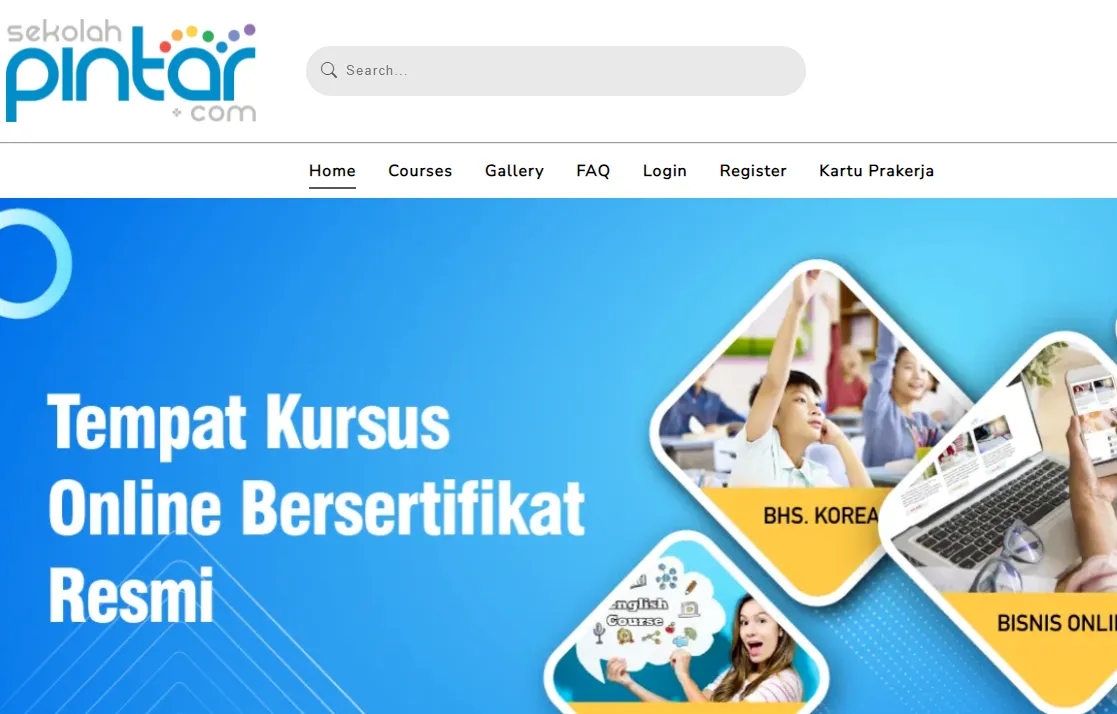 sekolah
pintar
com
Search...
Home Courses Gallery FAQ Login Register Kartu Prakerja
Tempat Kursus
Online Bersertifikat
Resmi
BHS. KOREA
BISNIS ONLI
English
Course